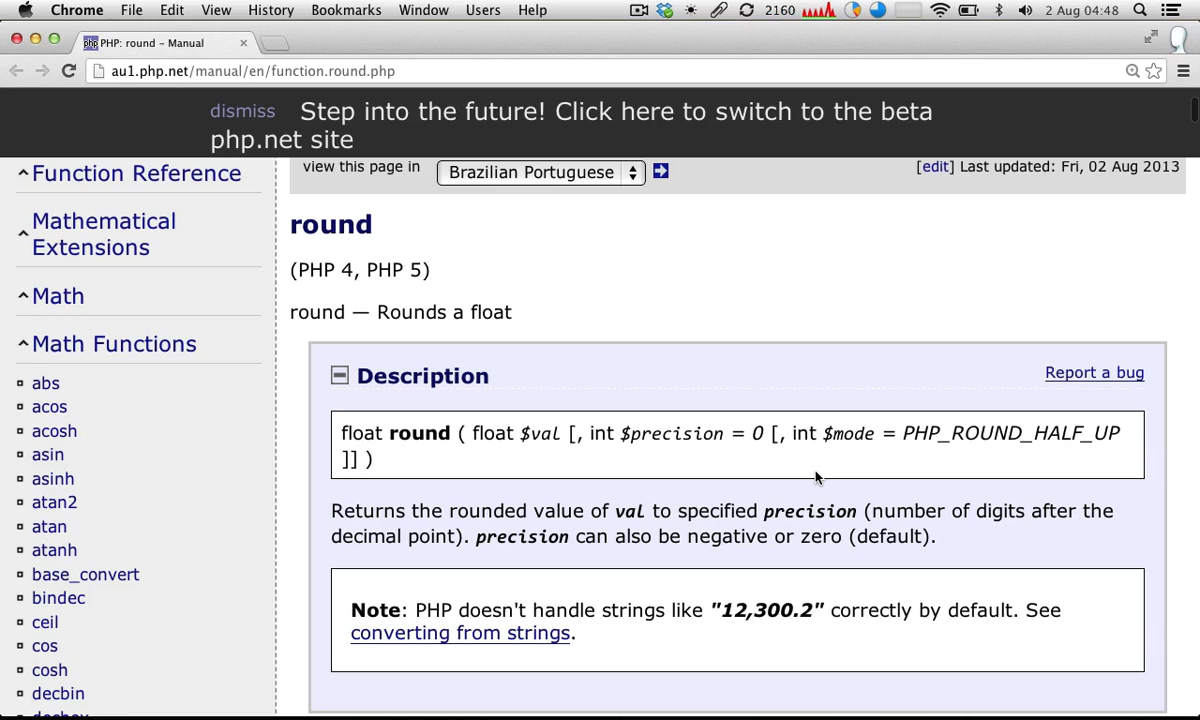 Chrome File Edit View History Bookmarks Window Users Help 2160 2 Aug 04:48
php PHP: round – Manual
au1.php.net/manual/en/function.round.php
dismiss Step into the future! Click here to switch to the beta
php.net site
Function Reference
Mathematical
Extensions
Math
Math Functions
abs
acos
acosh
asin
asinh
atan2
atan
atanh
base_convert
bindec
ceil
cos
cosh
decbin
view this page in Brazilian Portuguese [edit] Last updated: Fri, 02 Aug 2013
round
(PHP 4, PHP 5)
round — Rounds a float
Description Report a bug
float round ( float $val [, int $precision = 0 [, int $mode = PHP_ROUND_HALF_UP
]] )
Returns the rounded value of val to specified precision (number of digits after the
decimal point). precision can also be negative or zero (default).
Note: PHP doesn't handle strings like "12,300.2" correctly by default. See
converting from strings.